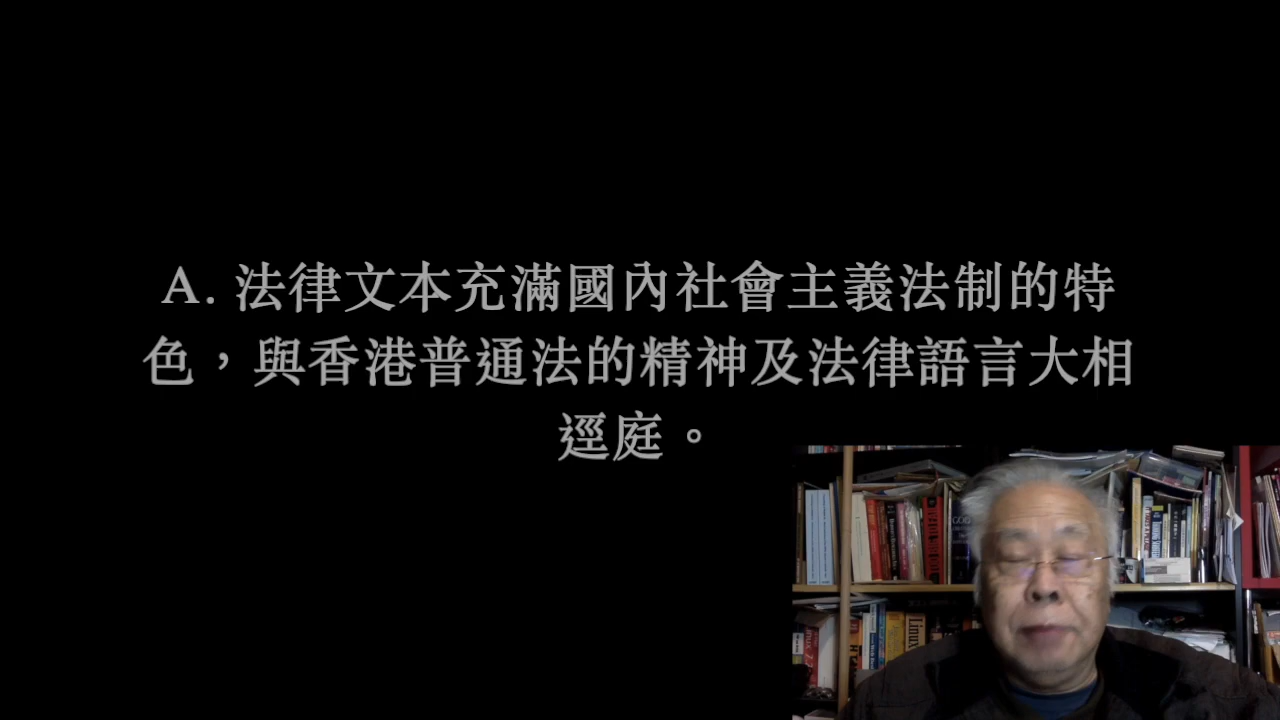 A. 法律文本充滿國內社會主義法制的特
色，與香港普通法的精神及法律語言大相
逕庭。
Linux